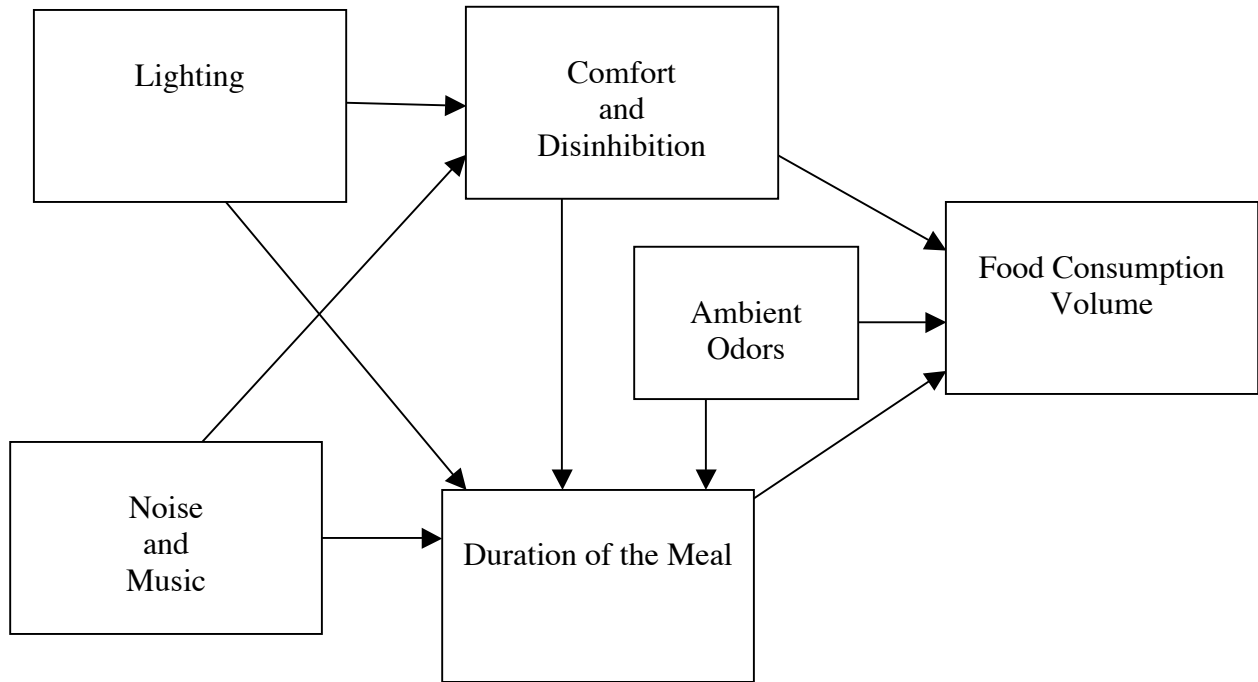 Lighting
Comfort
and
Disinhibition
Food Consumption
Volume
Ambient
Odors
Noise
and
Music
Duration of the Meal